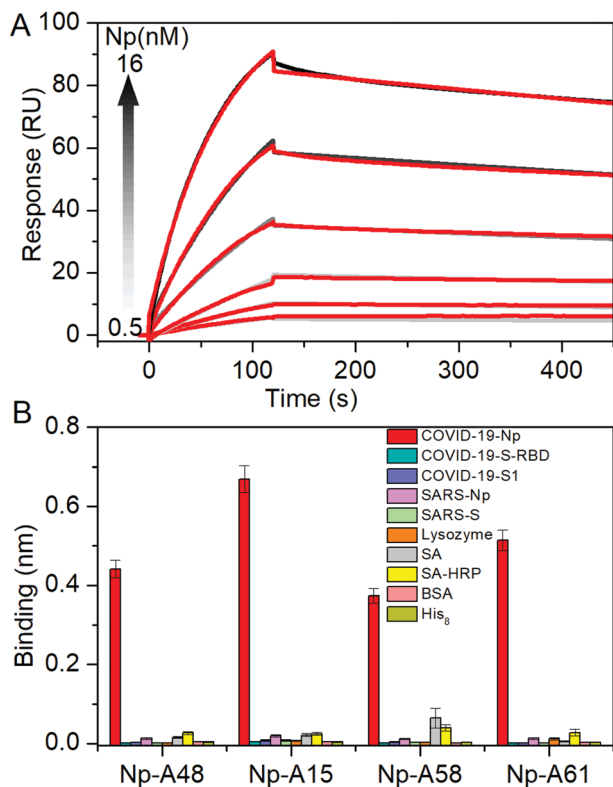 A
Np(nM)
16
0.5
100
80
60
40
20
0
Response (RU)
0 100 200 300 400
Time (s)
B
0.8
0.6
0.4
0.2
0.0
Binding (nm)
COVID-19-Np
COVID-19-S-RBD
COVID-19-S1
SARS-Np
SARS-S
Lysozyme
SA
SA-HRP
BSA
His₈
Np-A48 Np-A15 Np-A58 Np-A61